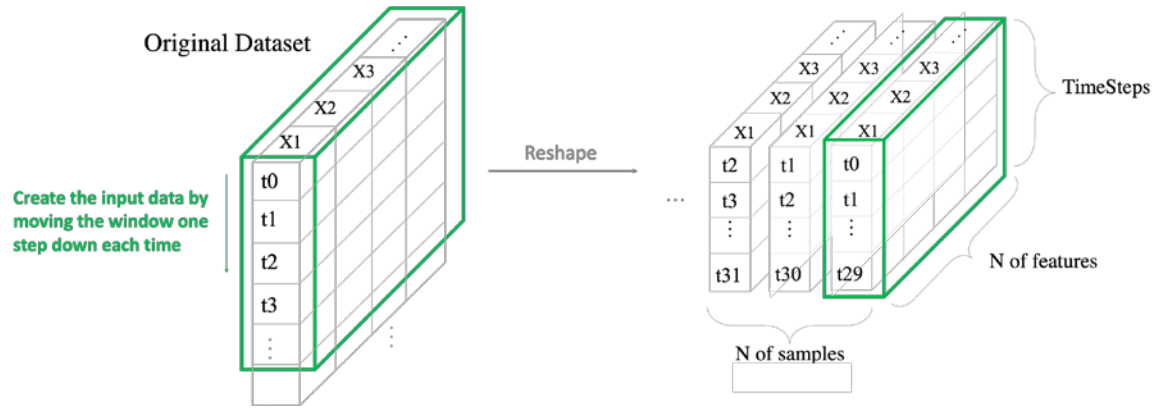 Original Dataset
X1
X2
X3
...
t0
t1
t2
t3
⋮
⋮
Create the input data by
moving the window one
step down each time
Reshape
...
X1
X2
X3
...
t2
t3
⋮
t31
X1
X2
X3
...
t1
t2
⋮
t30
X1
X2
X3
...
t0
t1
⋮
t29
TimeSteps
N of features
N of samples